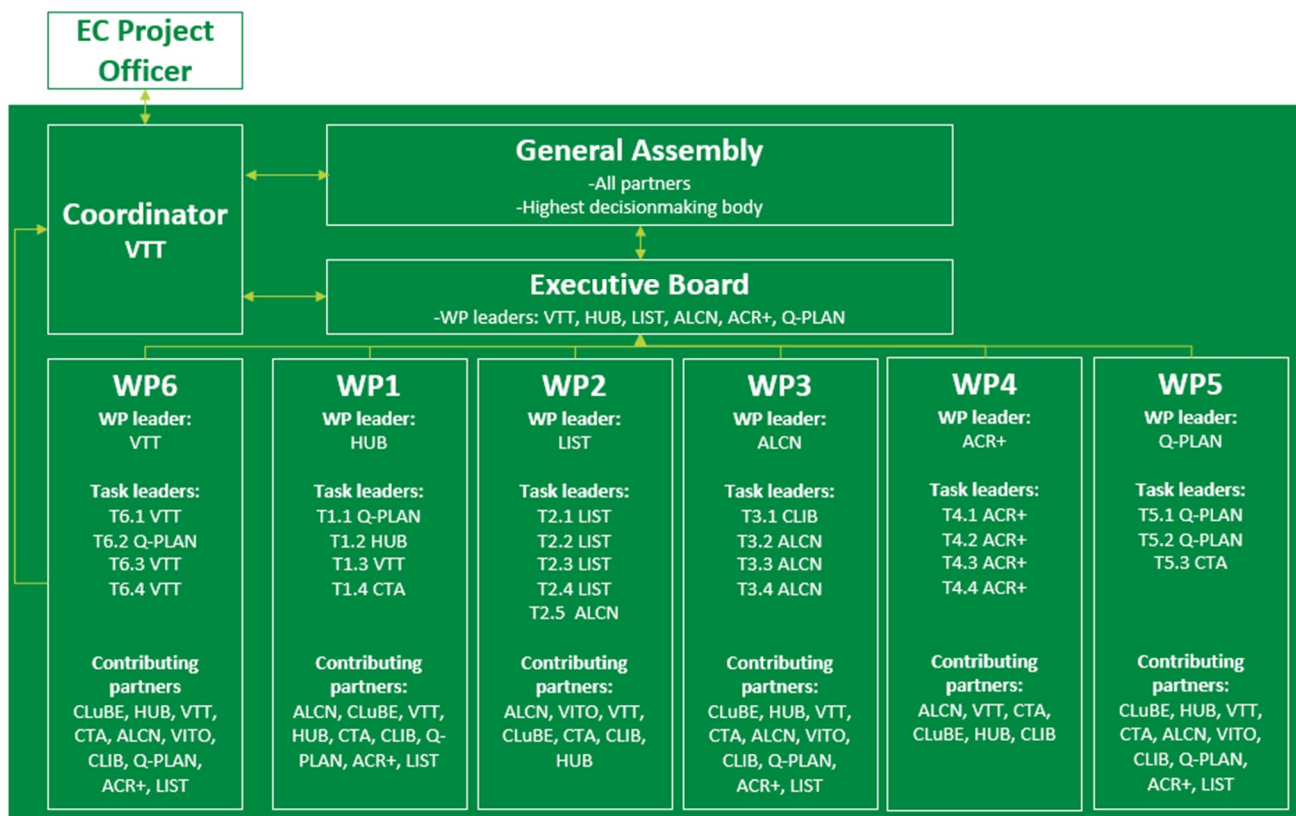 EC Project
Officer
Coordinator
VTT
General Assembly
-All partners
-Highest decisionmaking body
Executive Board
-WP leaders: VTT, HUB, LIST, ALCN, ACR+, Q-PLAN
WP6
WP leader:
VTT
Task leaders:
T6.1 VTT
T6.2 Q-PLAN
T6.3 VTT
T6.4 VTT
Contributing
partners
CLuBE, HUB, VTT,
CTA, ALCN, VITO,
CLIB, Q-PLAN,
ACR+, LIST
WP1
WP leader:
HUB
Task leaders:
T1.1 Q-PLAN
T1.2 HUB
T1.3 VTT
T1.4 CTA
Contributing
partners:
ALCN, CLuBE, VTT,
HUB, CTA, CLIB, Q-
PLAN, ACR+, LIST
WP2
WP leader:
LIST
Task leaders:
T2.1 LIST
T2.2 LIST
T2.3 LIST
T2.4 LIST
T2.5 ALCN
Contributing
partners:
ALCN, VITO, VTT,
CLuBE, CTA, CLIB,
HUB
WP3
WP leader:
ALCN
Task leaders:
T3.1 CLIB
T3.2 ALCN
T3.3 ALCN
T3.4 ALCN
Contributing
partners:
CLuBE, HUB, VTT,
CTA, ALCN, VITO,
CLIB, Q-PLAN,
ACR+, LIST
WP4
WP leader:
ACR+
Task leaders:
T4.1 ACR+
T4.2 ACR+
T4.3 ACR+
T4.4 ACR+
Contributing
partners:
ALCN, VTT, CTA,
CLuBE, HUB, CLIB
WP5
WP leader:
Q-PLAN
Task leaders:
T5.1 Q-PLAN
T5.2 Q-PLAN
T5.3 CTA
Contributing
partners:
CLuBE, HUB, VTT,
CTA, ALCN, VITO,
CLIB, Q-PLAN,
ACR+, LIST